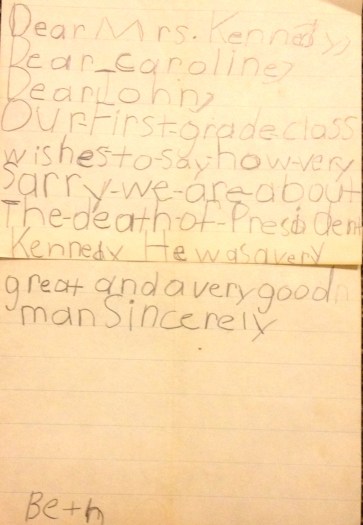 Dear Mrs. Kennedy,
Dear-Caroline,
Dear John,
Our-First-grade-class
wishes-to-say-how-very
Sarry-we-are-about
The-death-of-President
Kennedy He was a very
great and a very good
man Sincerely
Beth